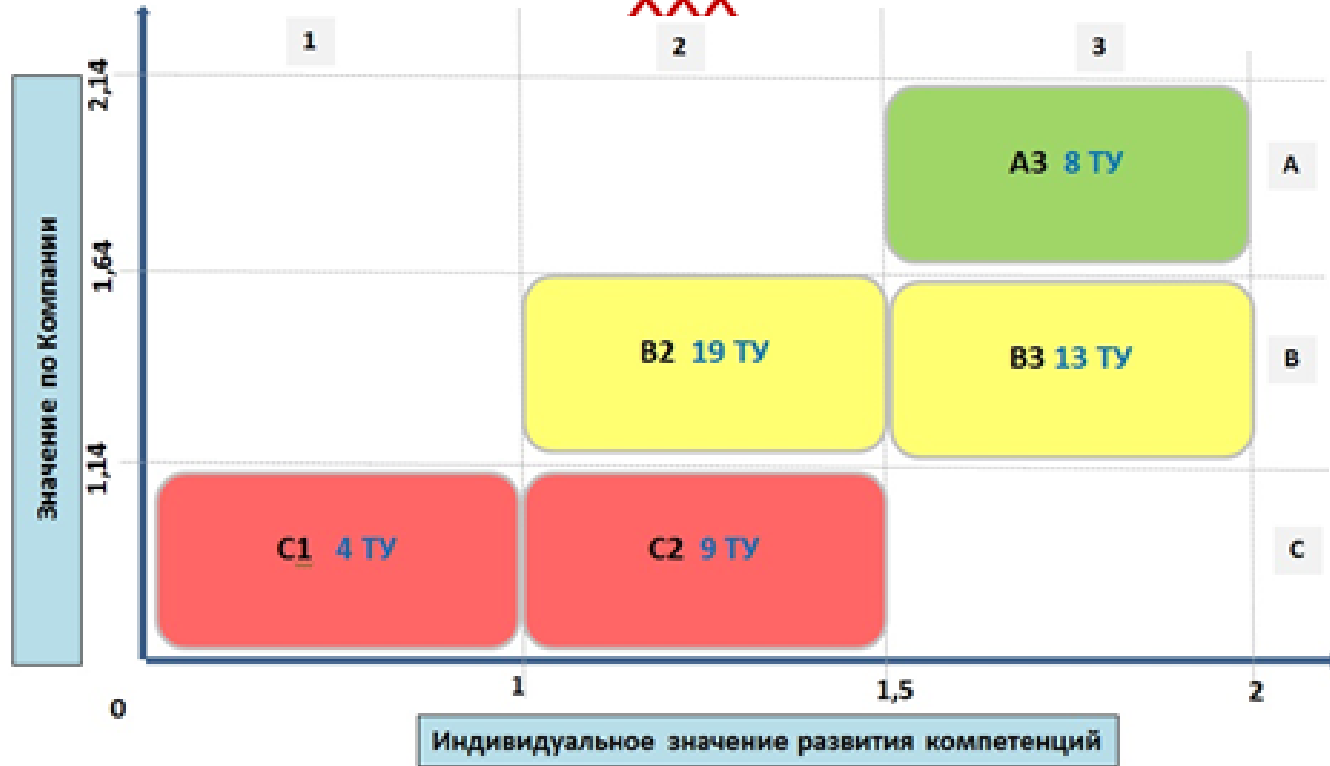 XXX
1
2
3
2,14
A3 8 ТУ
A
Значение по Компании
1,64
B2 19 ТУ
B3 13 ТУ
B
1,14
C1 4 ТУ
C2 9 ТУ
C
0
1
1,5
2
Индивидуальное значение развития компетенций